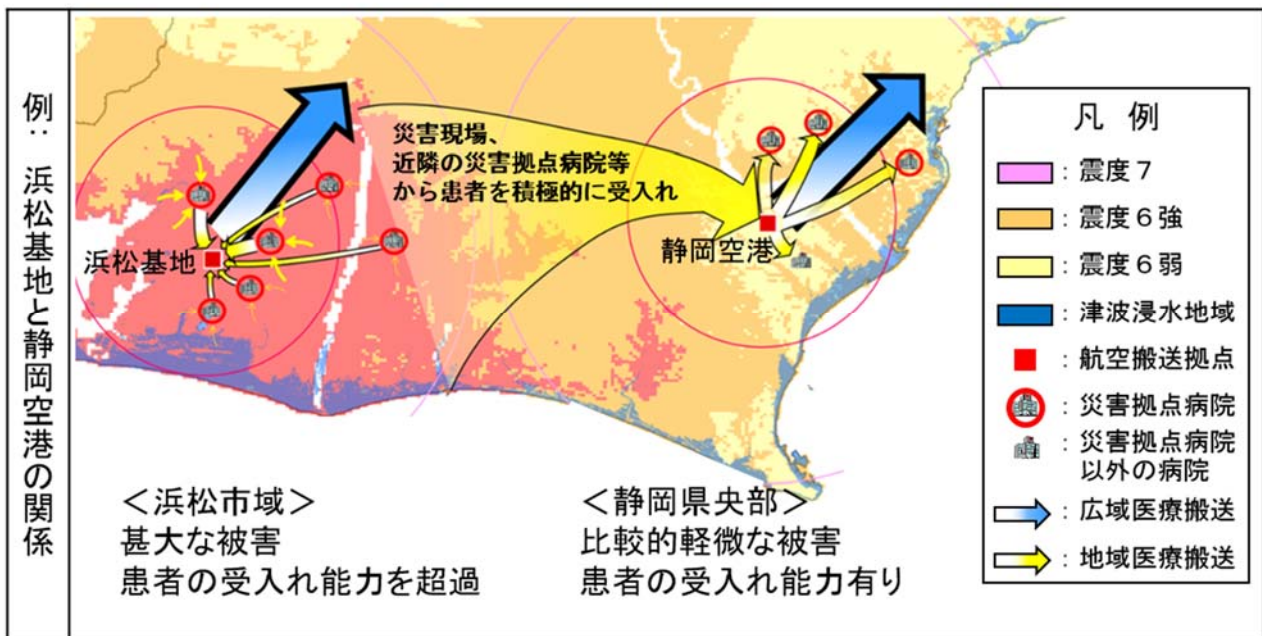 例：浜松基地と静岡空港の関係
災害現場、
近隣の災害拠点病院等
から患者を積極的に受入れ
浜松基地
静岡空港
＜浜松市域＞
甚大な被害
患者の受入れ能力を超過
＜静岡県央部＞
比較的軽微な被害
患者の受入れ能力有り
凡 例
：震度７
：震度６強
：震度６弱
：津波浸水地域
：航空搬送拠点
：災害拠点病院
：災害拠点病院
以外の病院
：広域医療搬送
：地域医療搬送